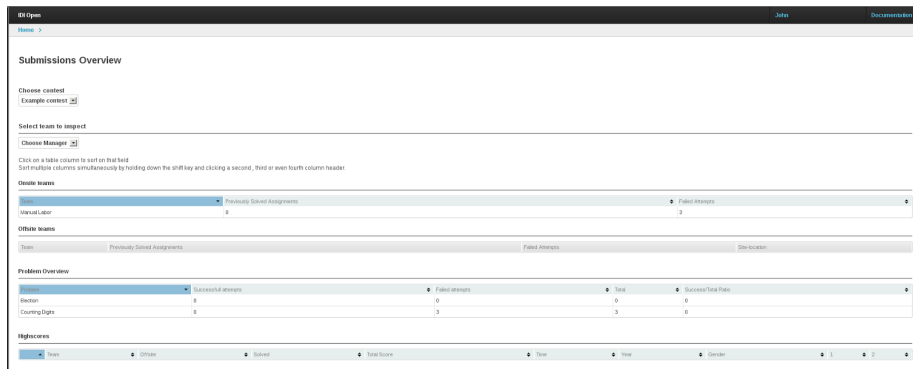 IDI Open John Documentation
Home >
Submissions Overview
Choose contest
Example contest
Select team to inspect
Choose Manager
Click on a table column to sort on that field
Sort multiple columns simultaneously by holding down the shift key and clicking a second, third or even fourth column header.
Onsite teams
Team Previously Solved Assignments Failed Attempts
Manual Labor 0 3
Offsite teams
Team Previously Solved Assignments Failed Attempts Site-location
Problem Overview
Problem Successfull attempts Failed attempts Total Success/Total Ratio
Election 0 0 0 0
Counting Digits 0 3 3 0
Highscores
Team Offsite Solved Total Score Time Year Gender 1 2